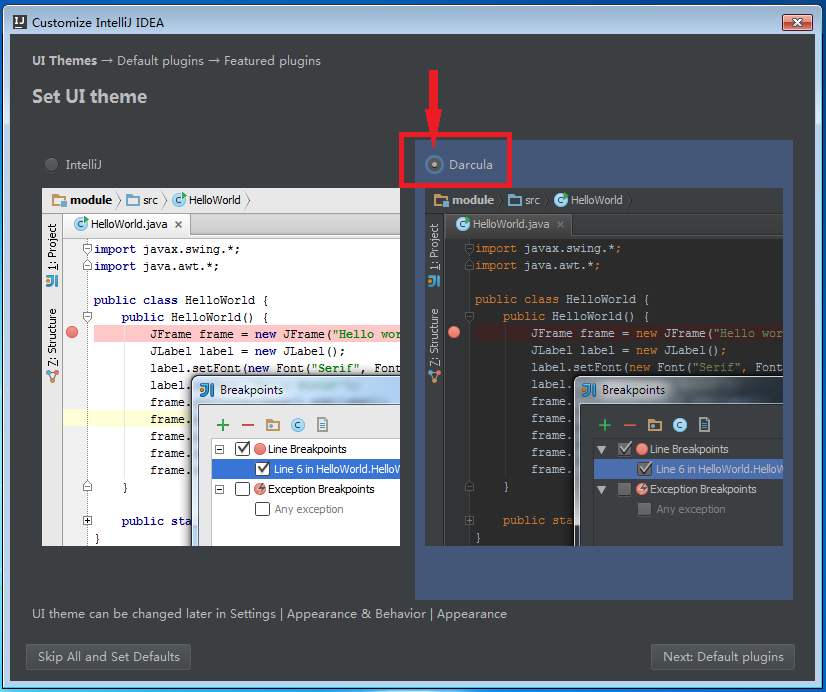 Customize IntelliJ IDEA
UI Themes → Default plugins → Featured plugins
Set UI theme
IntelliJ
module src HelloWorld
HelloWorld.java
1: Project
7: Structure
import javax.swing.*;
import java.awt.*;
public class HelloWorld {
public HelloWorld() {
JFrame frame = new JFrame("Hello wor
JLabel label = new JLabel();
label.setFont(new Font("Serif", Font
label.
frame.
frame.
frame.
frame.
frame.
}
public sta
}
Breakpoints
Line Breakpoints
Line 6 in HelloWorld.HelloW
Exception Breakpoints
Any exception
Darcula
module src HelloWorld
HelloWorld.java
1: Project
7: Structure
import javax.swing.*;
import java.awt.*;
public class HelloWorld {
public HelloWorld() {
JFrame frame = new JFrame("Hello wor
JLabel label = new JLabel();
label.setFont(new Font("Serif", Font
label.
frame.
frame.
frame.
frame.
frame.
}
public sta
}
Breakpoints
Line Breakpoints
Line 6 in HelloWorld.HelloW
Exception Breakpoints
Any exception
UI theme can be changed later in Settings | Appearance & Behavior | Appearance
Skip All and Set Defaults
Next: Default plugins